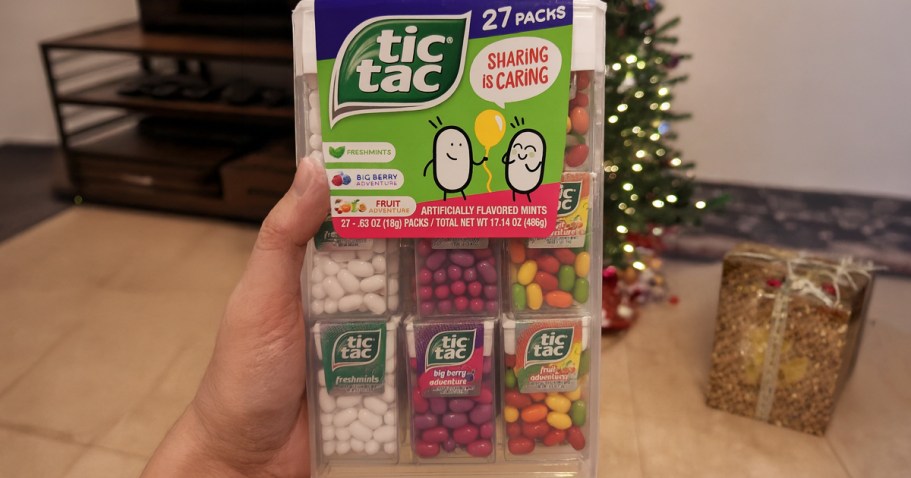 27 PACKS
tic
tac
SHARING
iS CARiNG
FRESHMINTS
BIG BERRY
ADVENTURE
FRUIT
ADVENTURE
ARTIFICIALLY FLAVORED MINTS
27 - .63 OZ (18g) PACKS / TOTAL NET WT 17.14 OZ (486g)
tic
tac
tic
tac
freshmints
tic
tac
big berry
adventure
tic
tac
fruit
adventure